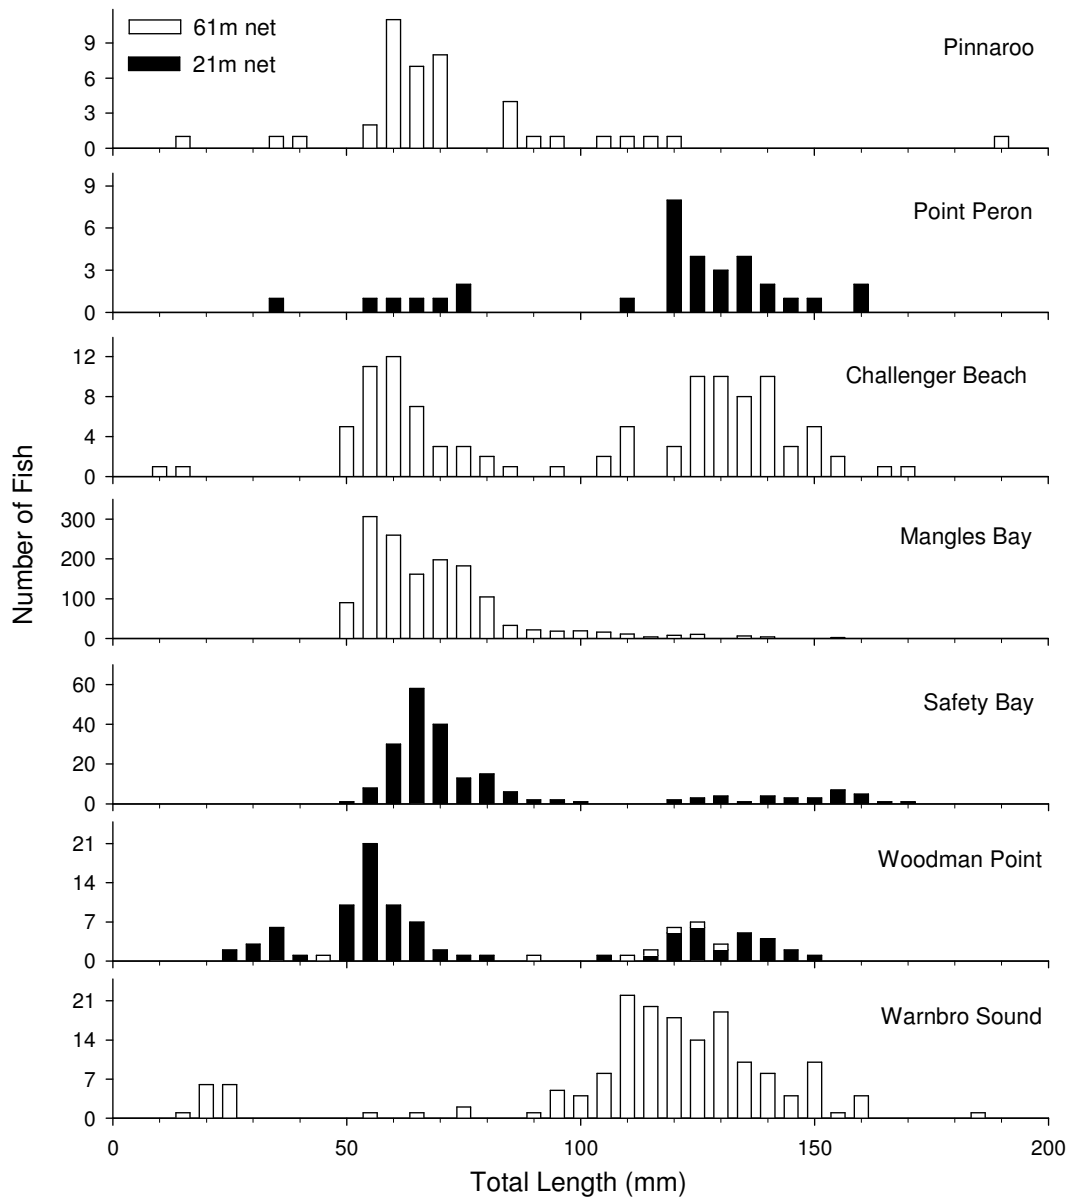 61m net
21m net
Pinnaroo
9
6
3
0
Point Peron
9
6
3
0
Challenger Beach
12
8
4
0
Mangles Bay
300
200
100
0
Safety Bay
60
40
20
0
Woodman Point
21
14
7
0
Warnbro Sound
21
14
7
0
0 50 100 150 200
Total Length (mm)
Number of Fish